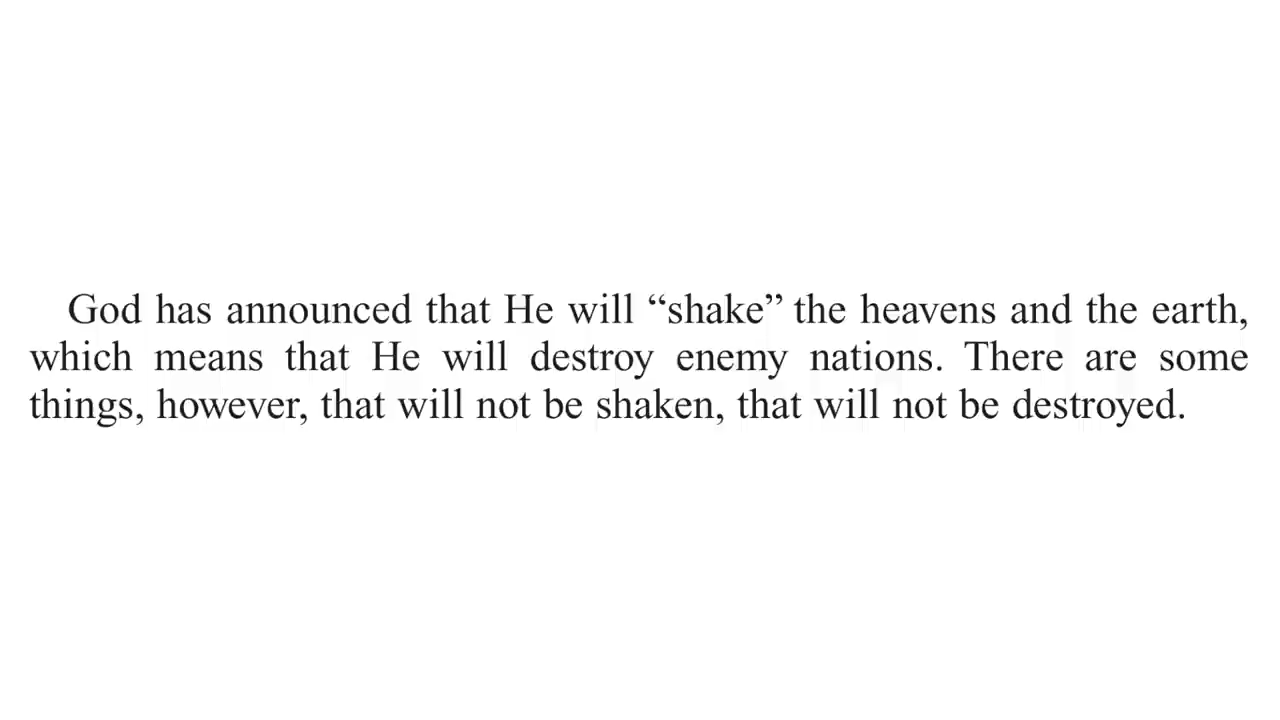 God has announced that He will “shake” the heavens and the earth,
which means that He will destroy enemy nations. There are some
things, however, that will not be shaken, that will not be destroyed.